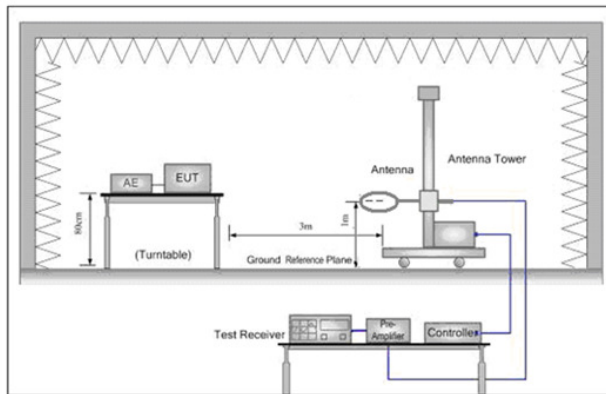 Antenna
Antenna Tower
AE
EUT
80cm
(Turntable)
3m
1m
Ground Reference Plane
Test Receiver
Pre-
Amplifier
Controller